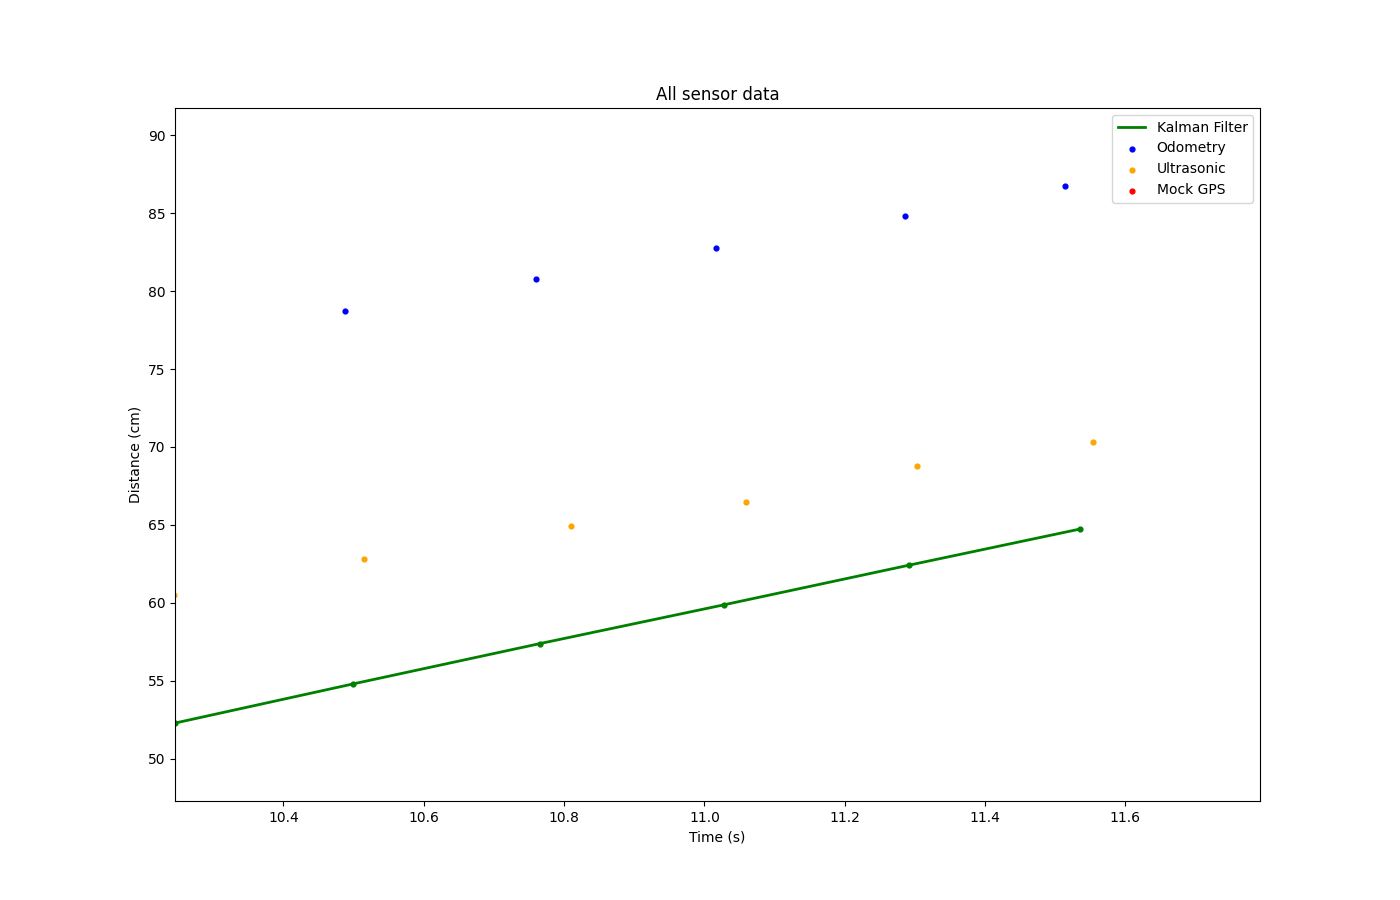 All sensor data
Kalman Filter
Odometry
Ultrasonic
Mock GPS
90
85
80
75
70
65
60
55
50
Distance (cm)
10.4 10.6 10.8 11.0 11.2 11.4 11.6
Time (s)